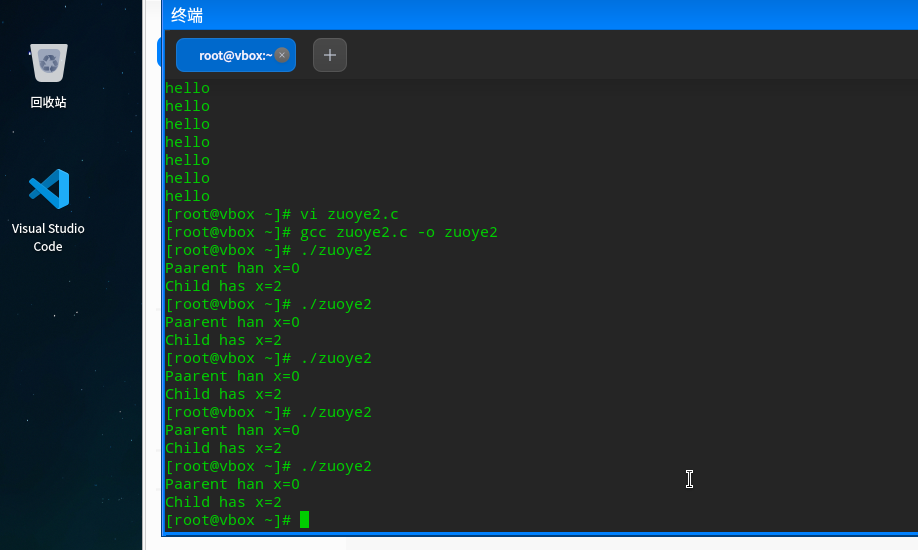 终端
root@vbox:~
回收站
Visual Studio
Code
hello
hello
hello
hello
hello
hello
hello
[root@vbox ~]# vi zuoye2.c
[root@vbox ~]# gcc zuoye2.c -o zuoye2
[root@vbox ~]# ./zuoye2
Paarent han x=0
Child has x=2
[root@vbox ~]# ./zuoye2
Paarent han x=0
Child has x=2
[root@vbox ~]# ./zuoye2
Paarent han x=0
Child has x=2
[root@vbox ~]# ./zuoye2
Paarent han x=0
Child has x=2
[root@vbox ~]# ./zuoye2
Paarent han x=0
Child has x=2
[root@vbox ~]#